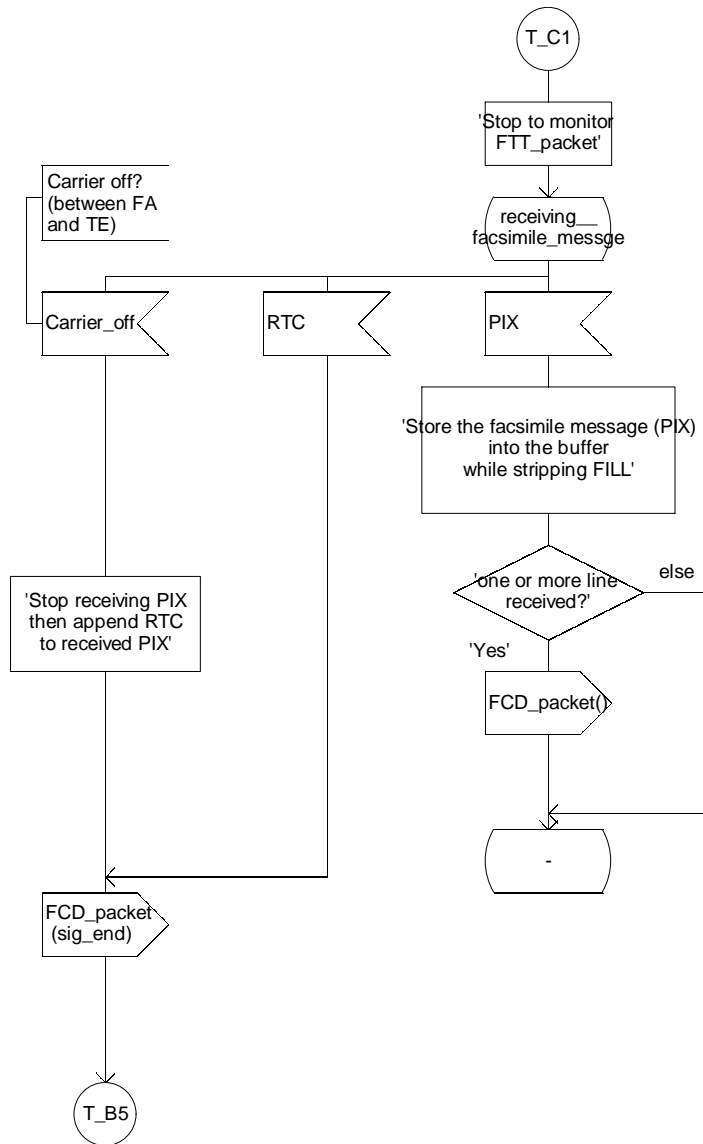 T_C1
'Stop to monitor
FTT_packet'
Carrier off?
(between FA
and TE)
receiving__
facsimile_messge
Carrier_off
RTC
PIX
'Store the facsimile message (PIX)
into the buffer
while stripping FILL'
'one or more line
received?'
else
'Stop receiving PIX
then append RTC
to received PIX'
'Yes'
FCD_packet()
-
FCD_packet
(sig_end)
T_B5